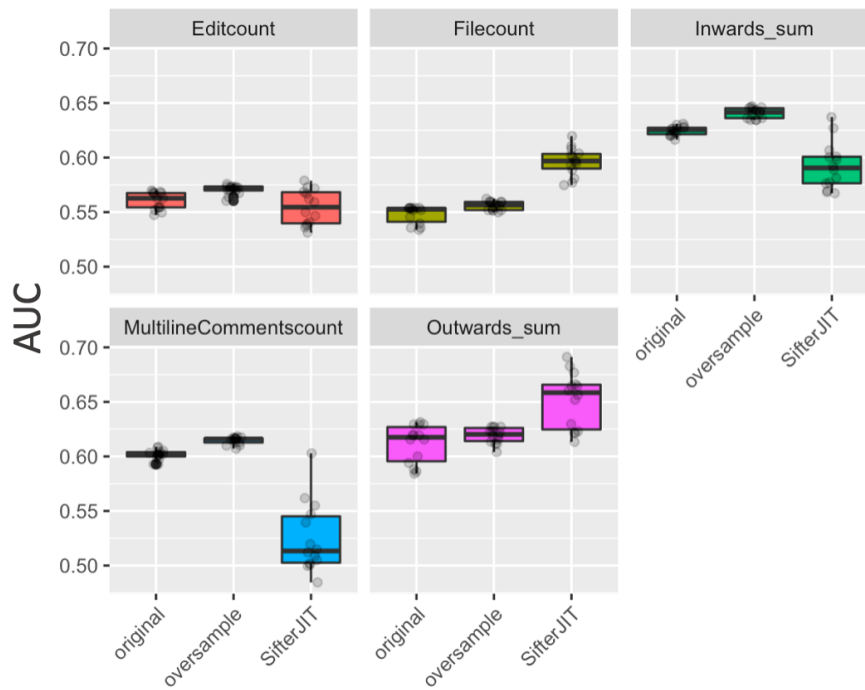 Editcount
Filecount
Inwards_sum
0.70
0.65
0.60
0.55
0.50
AUC
MultilineCommentscount
Outwards_sum
original
oversample
SifterJIT
0.70
0.65
0.60
0.55
0.50
original
oversample
SifterJIT
original
oversample
SifterJIT